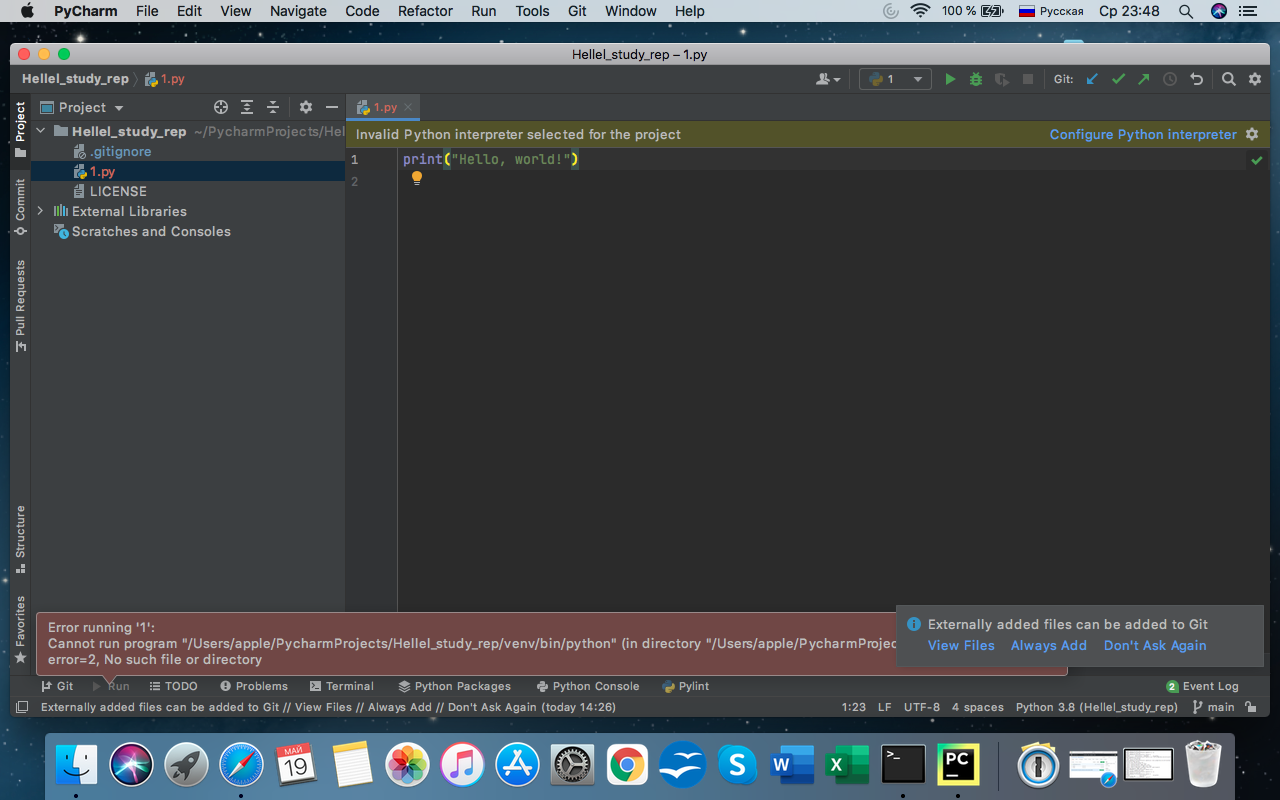 PyCharm File Edit View Navigate Code Refactor Run Tools Git Window Help 100 % Русская Ср 23:48
Hellel_study_rep – 1.py
Hellel_study_rep 1.py 1 Git:
Project
1.py
Invalid Python interpreter selected for the project Configure Python interpreter
Project
Commit
Pull Requests
Structure
Favorites
Hellel_study_rep ~/PycharmProjects/Hel
.gitignore
1.py
LICENSE
External Libraries
Scratches and Consoles
1 print("Hello, world!")
2
Error running '1':
Cannot run program "/Users/apple/PycharmProjects/Hellel_study_rep/venv/bin/python" (in directory "/Users/apple/PycharmProjec
error=2, No such file or directory
Externally added files can be added to Git
View Files Always Add Don't Ask Again
Git Run TODO Problems Terminal Python Packages Python Console Pylint 2 Event Log
Externally added files can be added to Git // View Files // Always Add // Don't Ask Again (today 14:26) 1:23 LF UTF-8 4 spaces Python 3.8 (Hellel_study_rep) main
МАЙ
19
S
W
X
>_
PC